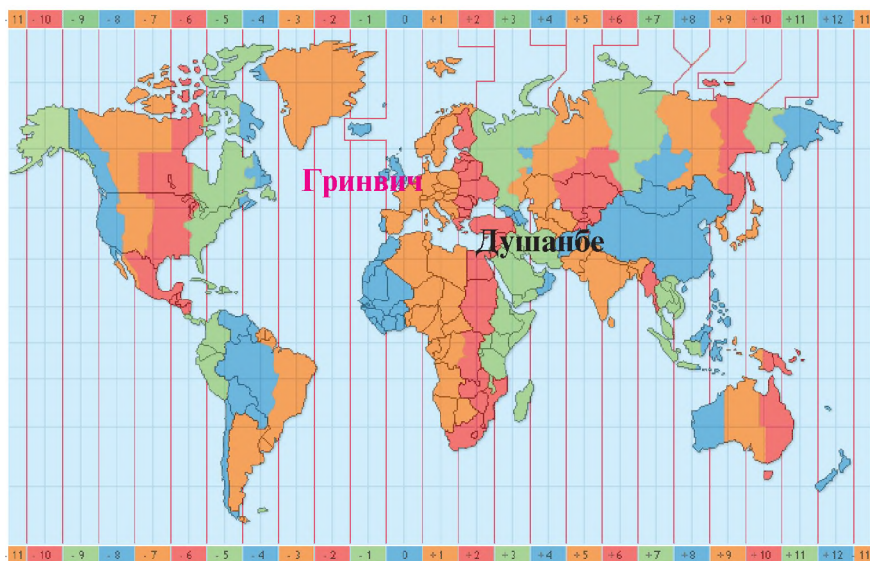 11 - 10 - 9 - 8 - 7 - 6 - 5 - 4 - 3 - 2 - 1 0 +1 +2 +3 +4 +5 +6 +7 +8 +9 +10 +11 +12 - 11
Гринвич
Душанбе
11 - 10 - 9 - 8 - 7 - 6 - 5 - 4 - 3 - 2 - 1 0 +1 +2 +3 +4 +5 +6 +7 +8 +9 +10 +11 +12 - 11